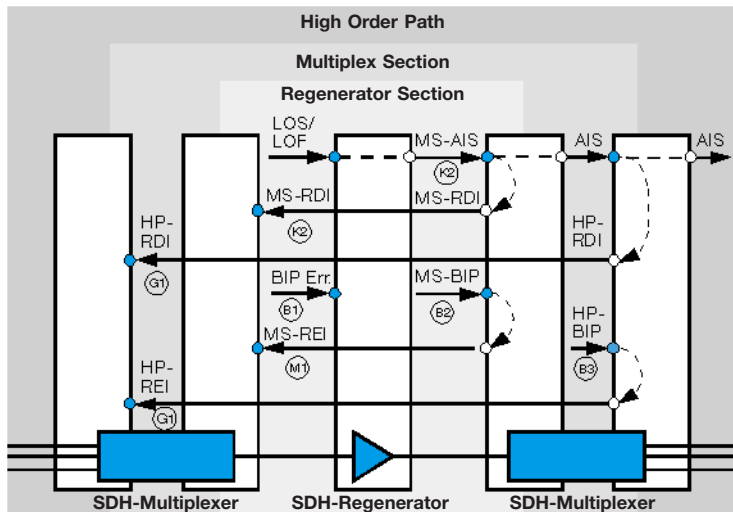 High Order Path
Multiplex Section
Regenerator Section
LOS/
LOF
MS-AIS
AIS
AIS
K2
MS-RDI
MS-RDI
K2
HP-
RDI
HP-
RDI
G1
BIP Err.
MS-BIP
B1
B2
HP-
BIP
MS-REI
M1
B3
HP-
REI
G1
SDH-Multiplexer
SDH-Regenerator
SDH-Multiplexer